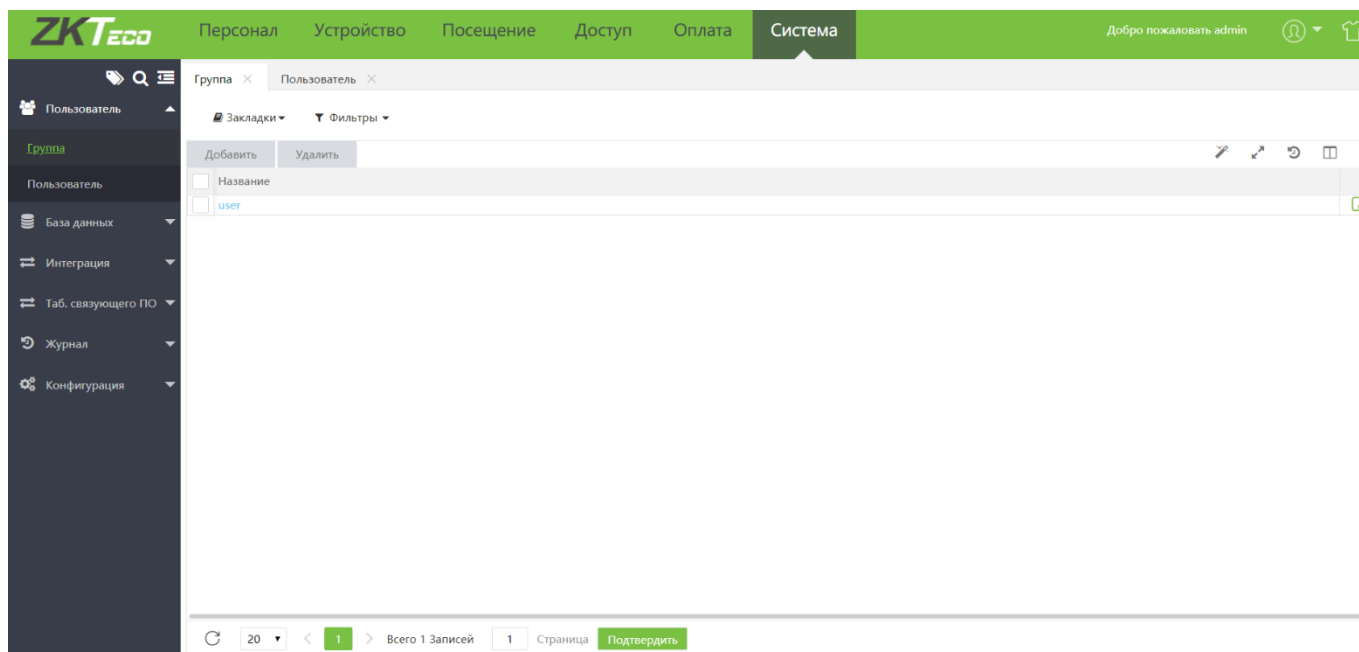 ZKTECO
Персонал Устройство Посещение Доступ Оплата Система
Добро пожаловать admin
Группа Пользователь
Пользователь
Группа
Пользователь
База данных
Интеграция
Таб. связующего ПО
Журнал
Конфигурация
Закладки Фильтры
Добавить Удалить
Название
user
20 1 Всего 1 Записей 1 Страница Подтвердить